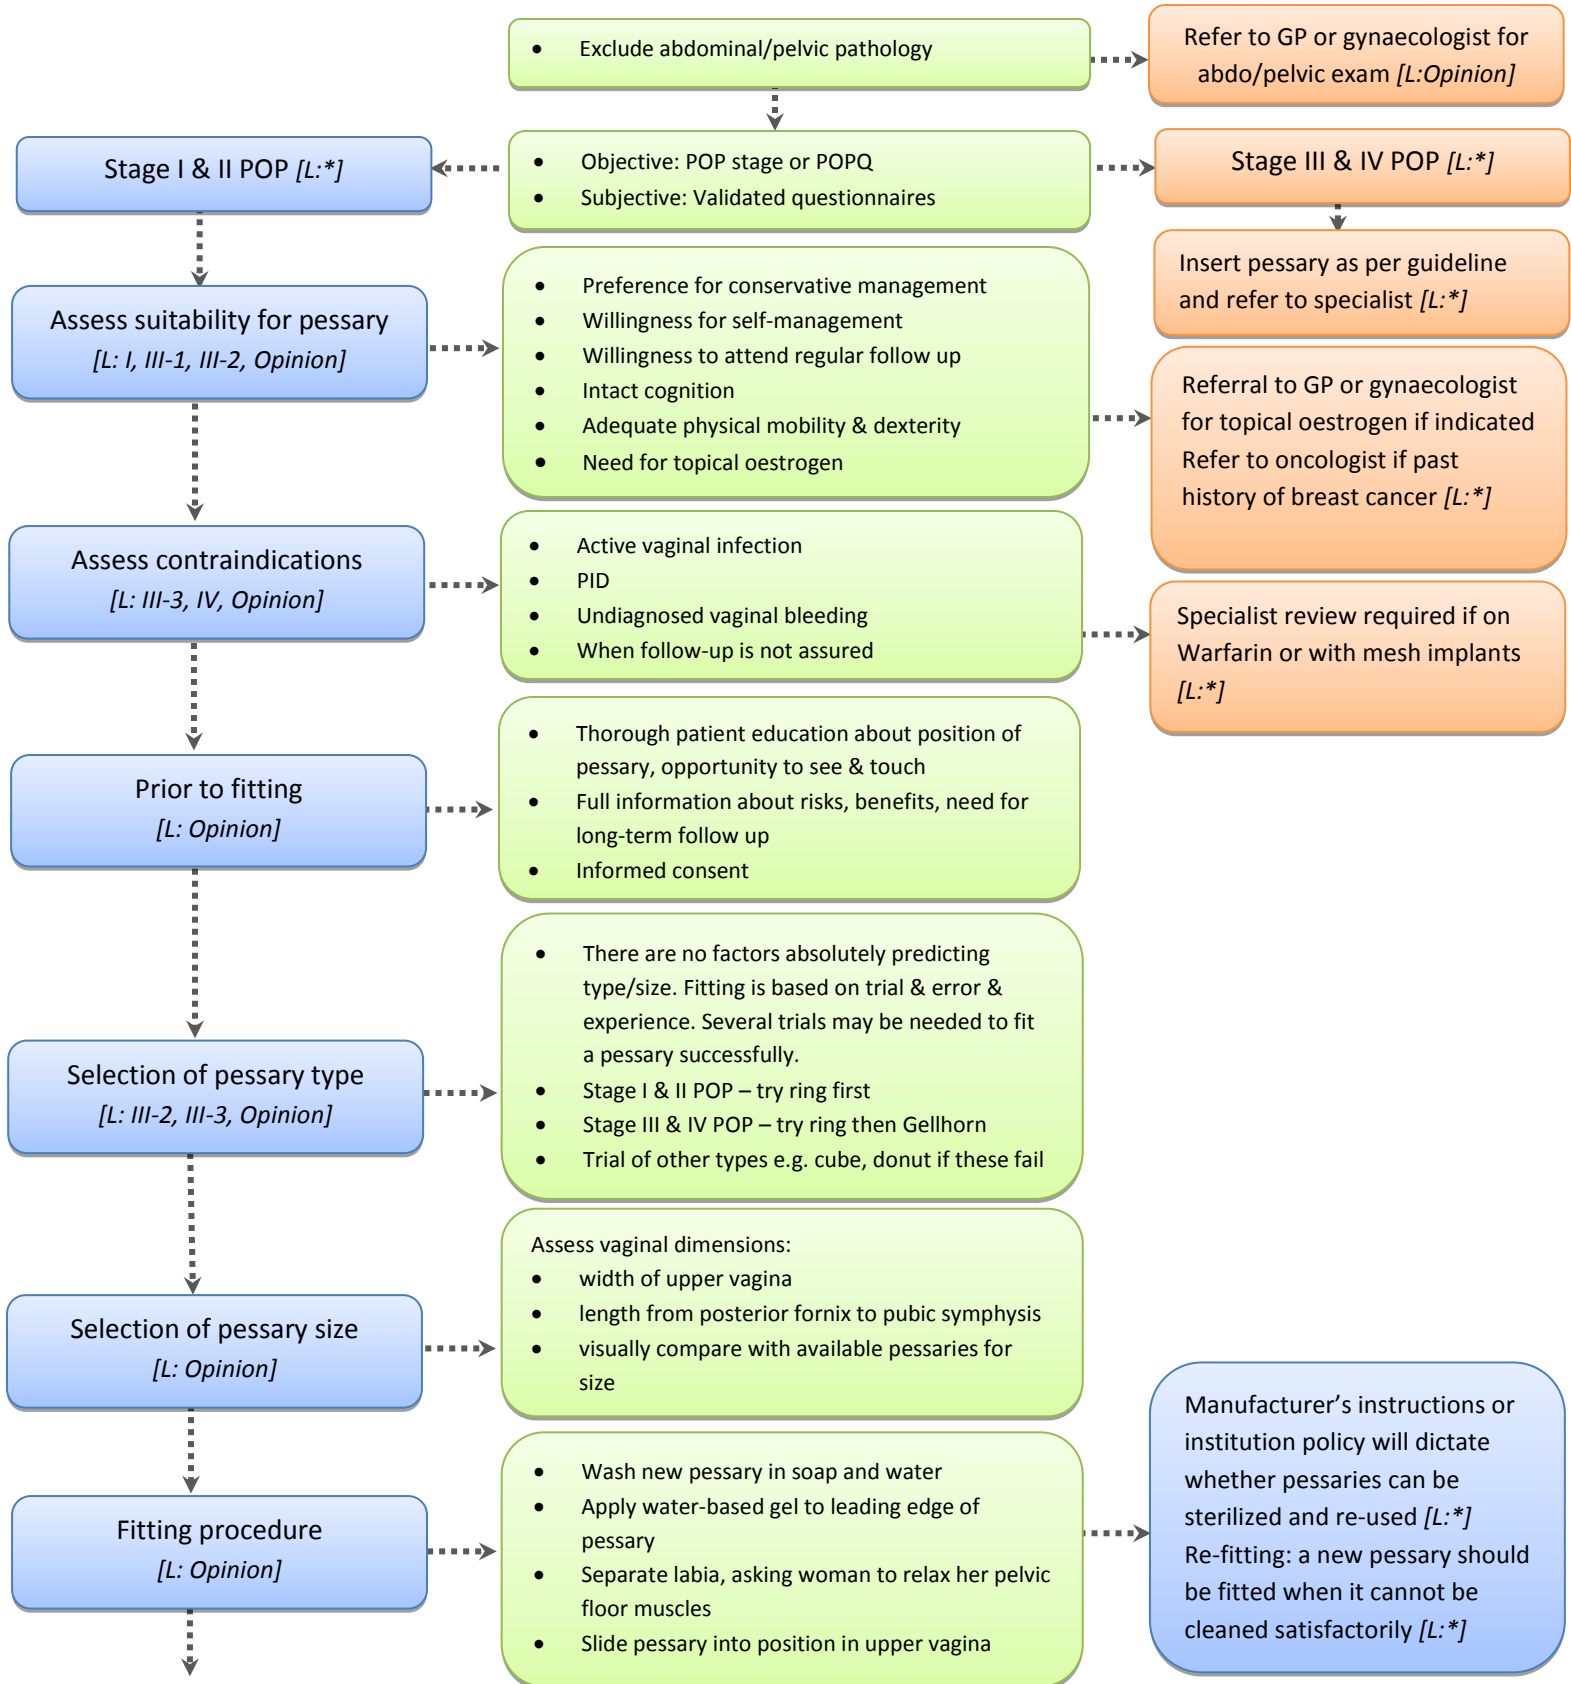 • Exclude abdominal/pelvic pathology
Refer to GP or gynaecologist for
abdo/pelvic exam [L:Opinion]
Stage I & II POP [L:*]
• Objective: POP stage or POPQ
• Subjective: Validated questionnaires
Stage III & IV POP [L:*]
Insert pessary as per guideline
and refer to specialist [L:*]
Assess suitability for pessary
[L: I, III-1, III-2, Opinion]
• Preference for conservative management
• Willingness for self-management
• Willingness to attend regular follow up
• Intact cognition
• Adequate physical mobility & dexterity
• Need for topical oestrogen
Referral to GP or gynaecologist
for topical oestrogen if indicated
Refer to oncologist if past
history of breast cancer [L:*]
Assess contraindications
[L: III-3, IV, Opinion]
• Active vaginal infection
• PID
• Undiagnosed vaginal bleeding
• When follow-up is not assured
Specialist review required if on
Warfarin or with mesh implants
[L:*]
Prior to fitting
[L: Opinion]
• Thorough patient education about position of
pessary, opportunity to see & touch
• Full information about risks, benefits, need for
long-term follow up
• Informed consent
Selection of pessary type
[L: III-2, III-3, Opinion]
• There are no factors absolutely predicting
type/size. Fitting is based on trial & error &
experience. Several trials may be needed to fit
a pessary successfully.
• Stage I & II POP – try ring first
• Stage III & IV POP – try ring then Gellhorn
• Trial of other types e.g. cube, donut if these fail
Selection of pessary size
[L: Opinion]
Assess vaginal dimensions:
• width of upper vagina
• length from posterior fornix to pubic symphysis
• visually compare with available pessaries for
size
Fitting procedure
[L: Opinion]
• Wash new pessary in soap and water
• Apply water-based gel to leading edge of
pessary
• Separate labia, asking woman to relax her pelvic
floor muscles
• Slide pessary into position in upper vagina
Manufacturer’s instructions or
institution policy will dictate
whether pessaries can be
sterilized and re-used [L:*]
Re-fitting: a new pessary should
be fitted when it cannot be
cleaned satisfactorily [L:*]